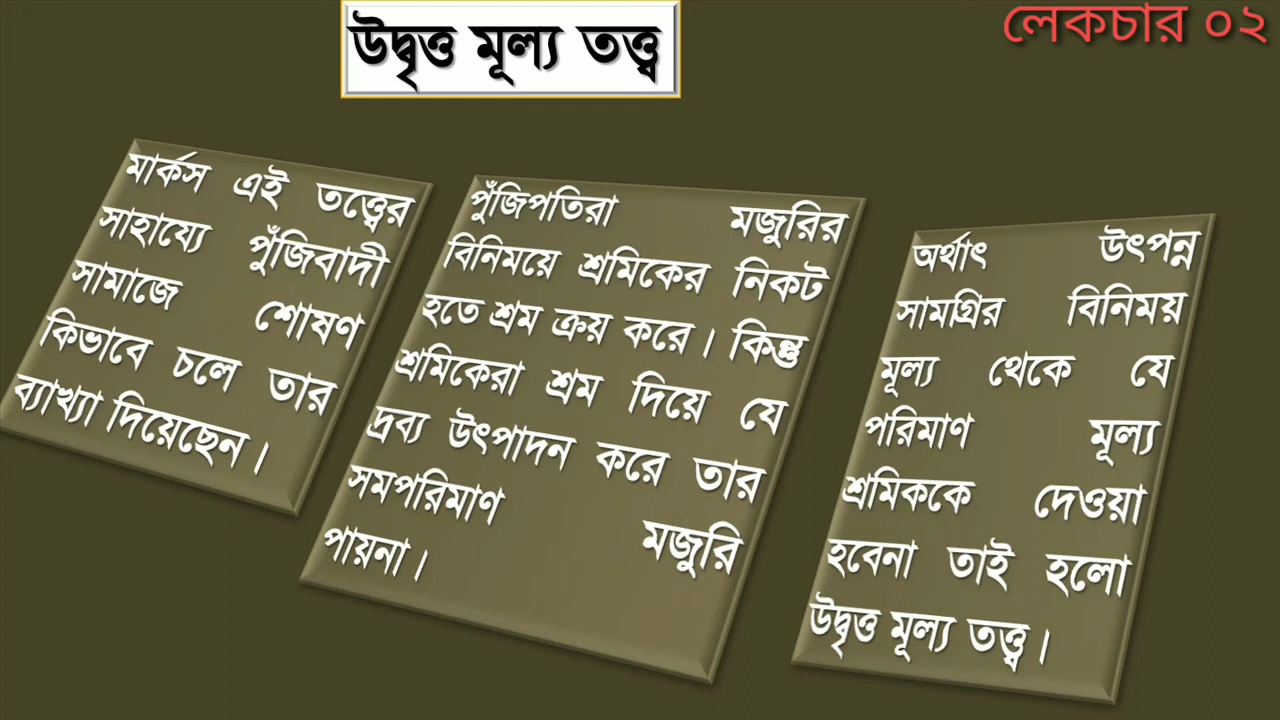 উদ্বৃত্ত মূল্য তত্ত্ব
লেকচার ০২
মার্কস এই তত্ত্বের
সাহায্যে পুঁজিবাদী
সামাজে শোষণ
কিভাবে চলে তার
ব্যাখ্যা দিয়েছেন।
পুঁজিপতিরা মজুরির
বিনিময়ে শ্রমিকের নিকট
হতে শ্রম ক্রয় করে। কিন্তু
শ্রমিকেরা শ্রম দিয়ে যে
দ্রব্য উৎপাদন করে তার
সমপরিমাণ মজুরি
পায়না।
অর্থাৎ উৎপন্ন
সামগ্রির বিনিময়
মূল্য থেকে যে
পরিমাণ মূল্য
শ্রমিককে দেওয়া
হবেনা তাই হলো
উদ্বৃত্ত মূল্য তত্ত্ব।